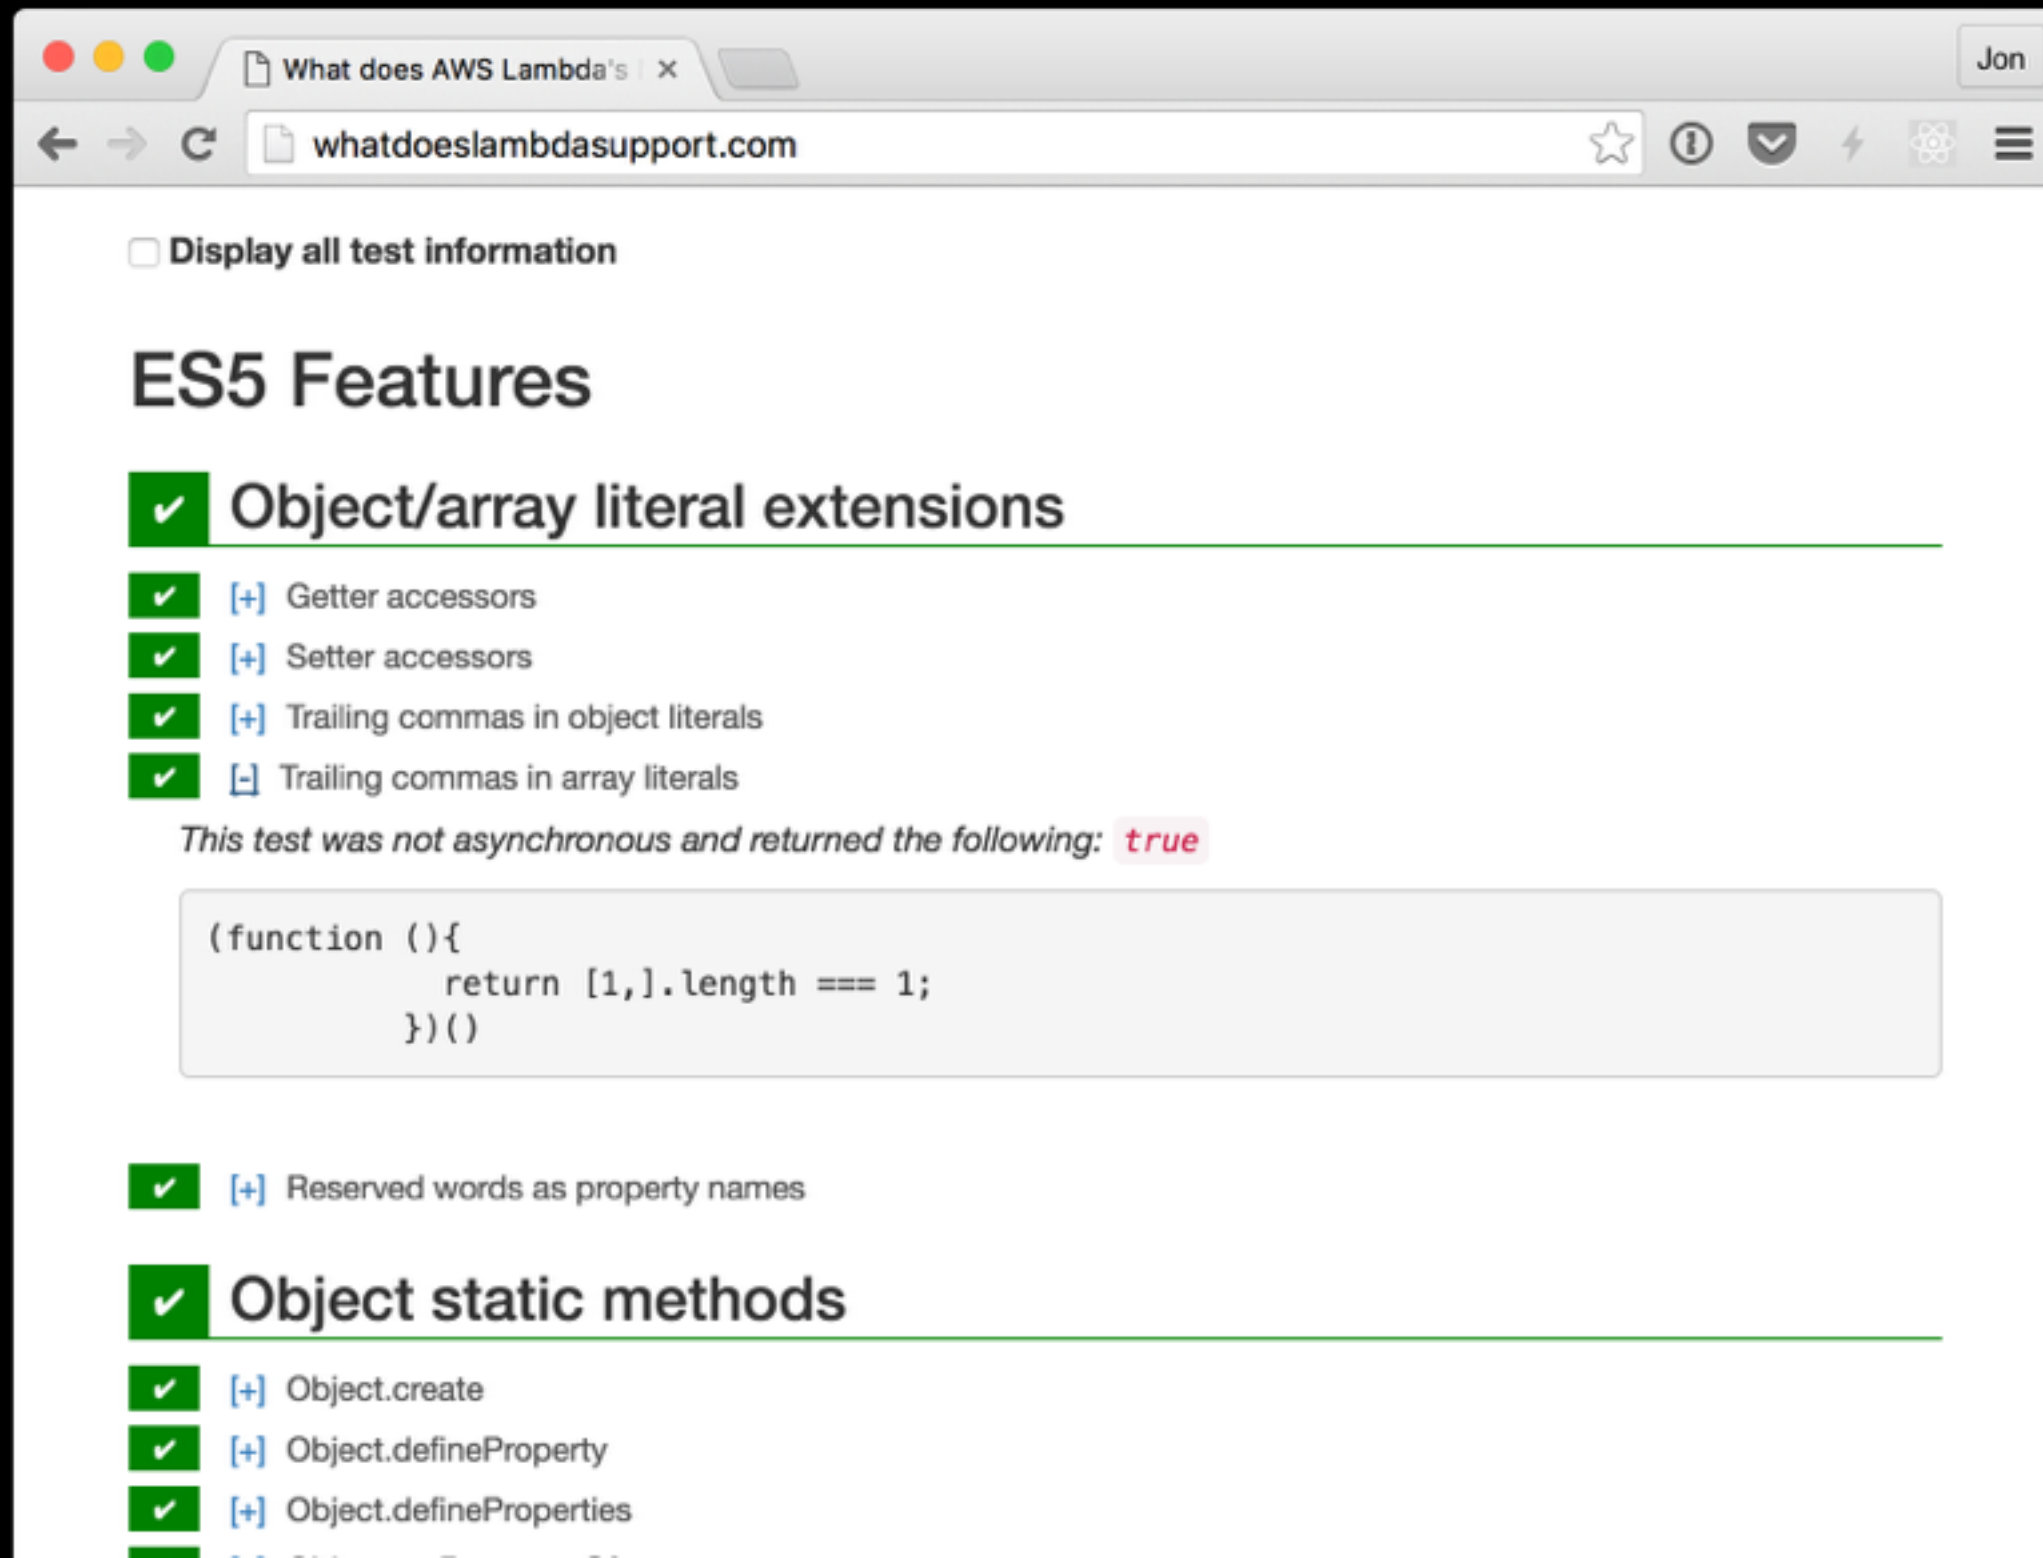 What does AWS Lambda's
Jon
whatdoeslambdasupport.com
Display all test information
ES5 Features
✔ Object/array literal extensions
✔ [+] Getter accessors
✔ [+] Setter accessors
✔ [+] Trailing commas in object literals
✔ [-] Trailing commas in array literals
This test was not asynchronous and returned the following: true
(function (){
return [1,].length === 1;
})()
✔ [+] Reserved words as property names
✔ Object static methods
✔ [+] Object.create
✔ [+] Object.defineProperty
✔ [+] Object.defineProperties